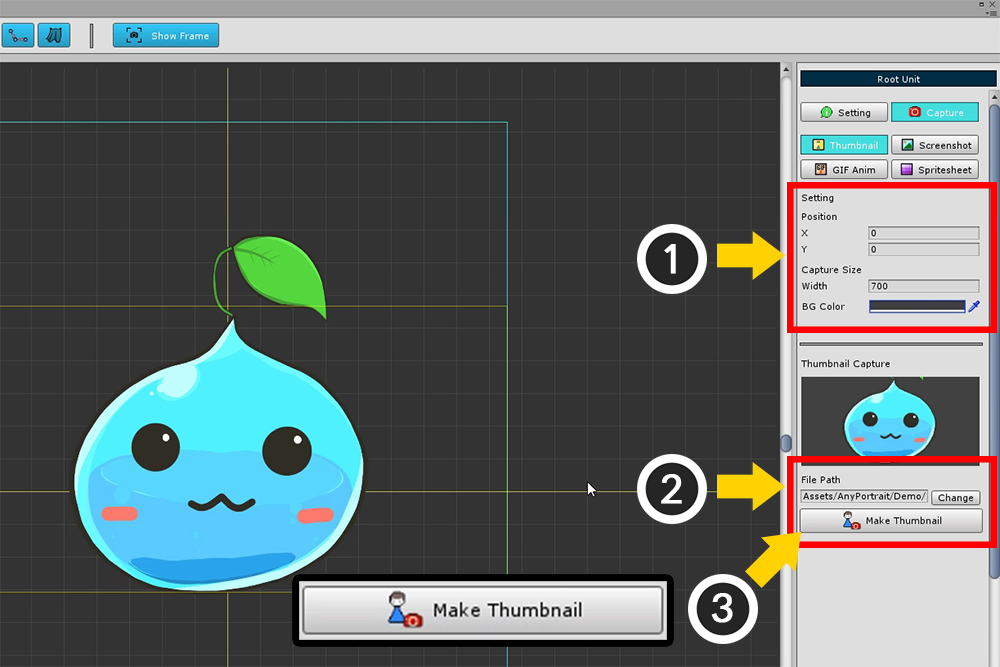 Show Frame
Root Unit
Setting
Capture
Thumbnail
Screenshot
GIF Anim
Spritesheet
Setting
Position
X 0
Y 0
Capture Size
Width 700
BG Color
1
Thumbnail Capture
2
File Path
Assets/AnyPortrait/Demo/
Change
Make Thumbnail
3
Make Thumbnail